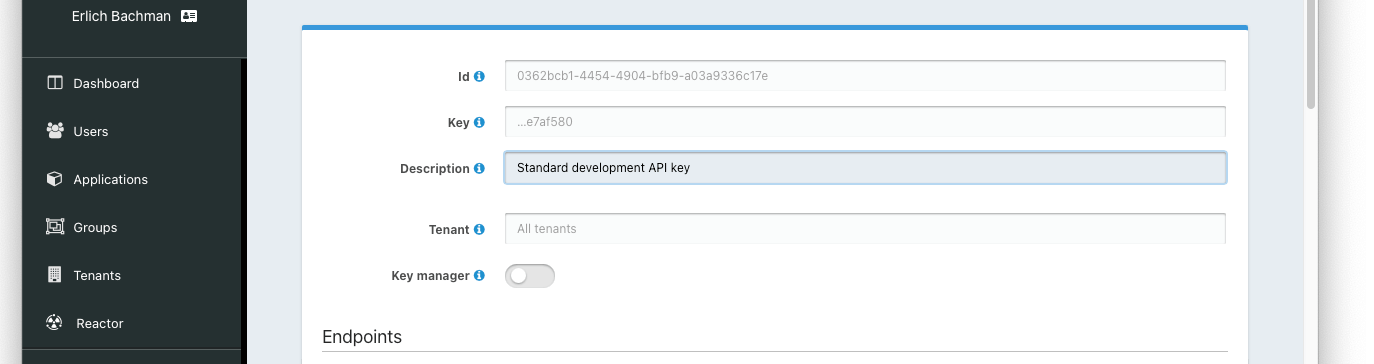 Erlich Bachman
Dashboard
Users
Applications
Groups
Tenants
Reactor
Id 0362bcb1-4454-4904-bfb9-a03a9336c17e
Key ...e7af580
Description Standard development API key
Tenant All tenants
Key manager
Endpoints